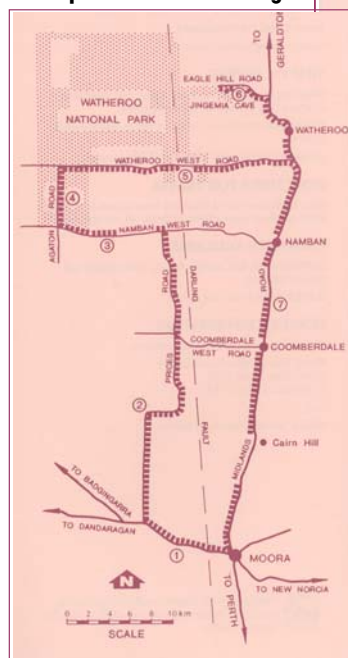 TO
GERALDTON
EAGLE HILL ROAD
⑥
JINGEMIA CAVE
WATHEROO
NATIONAL PARK
WATHEROO
WATHEROO WEST ROAD
⑤
④
ROAD
AGATON
NAMBAN WEST ROAD
③
NAMBAN
ROAD
DARLING
ROAD
⑦
COOMBERDALE
WEST ROAD
COOMBERDALE
PRICES
②
FAULT
Cairn Hill
MIDLANDS
TO BADGINGARRA
TO DANDARAGAN
①
MOORA
TO NEW NORCIA
TO PERTH
N
0 2 4 6 8 10 km
SCALE